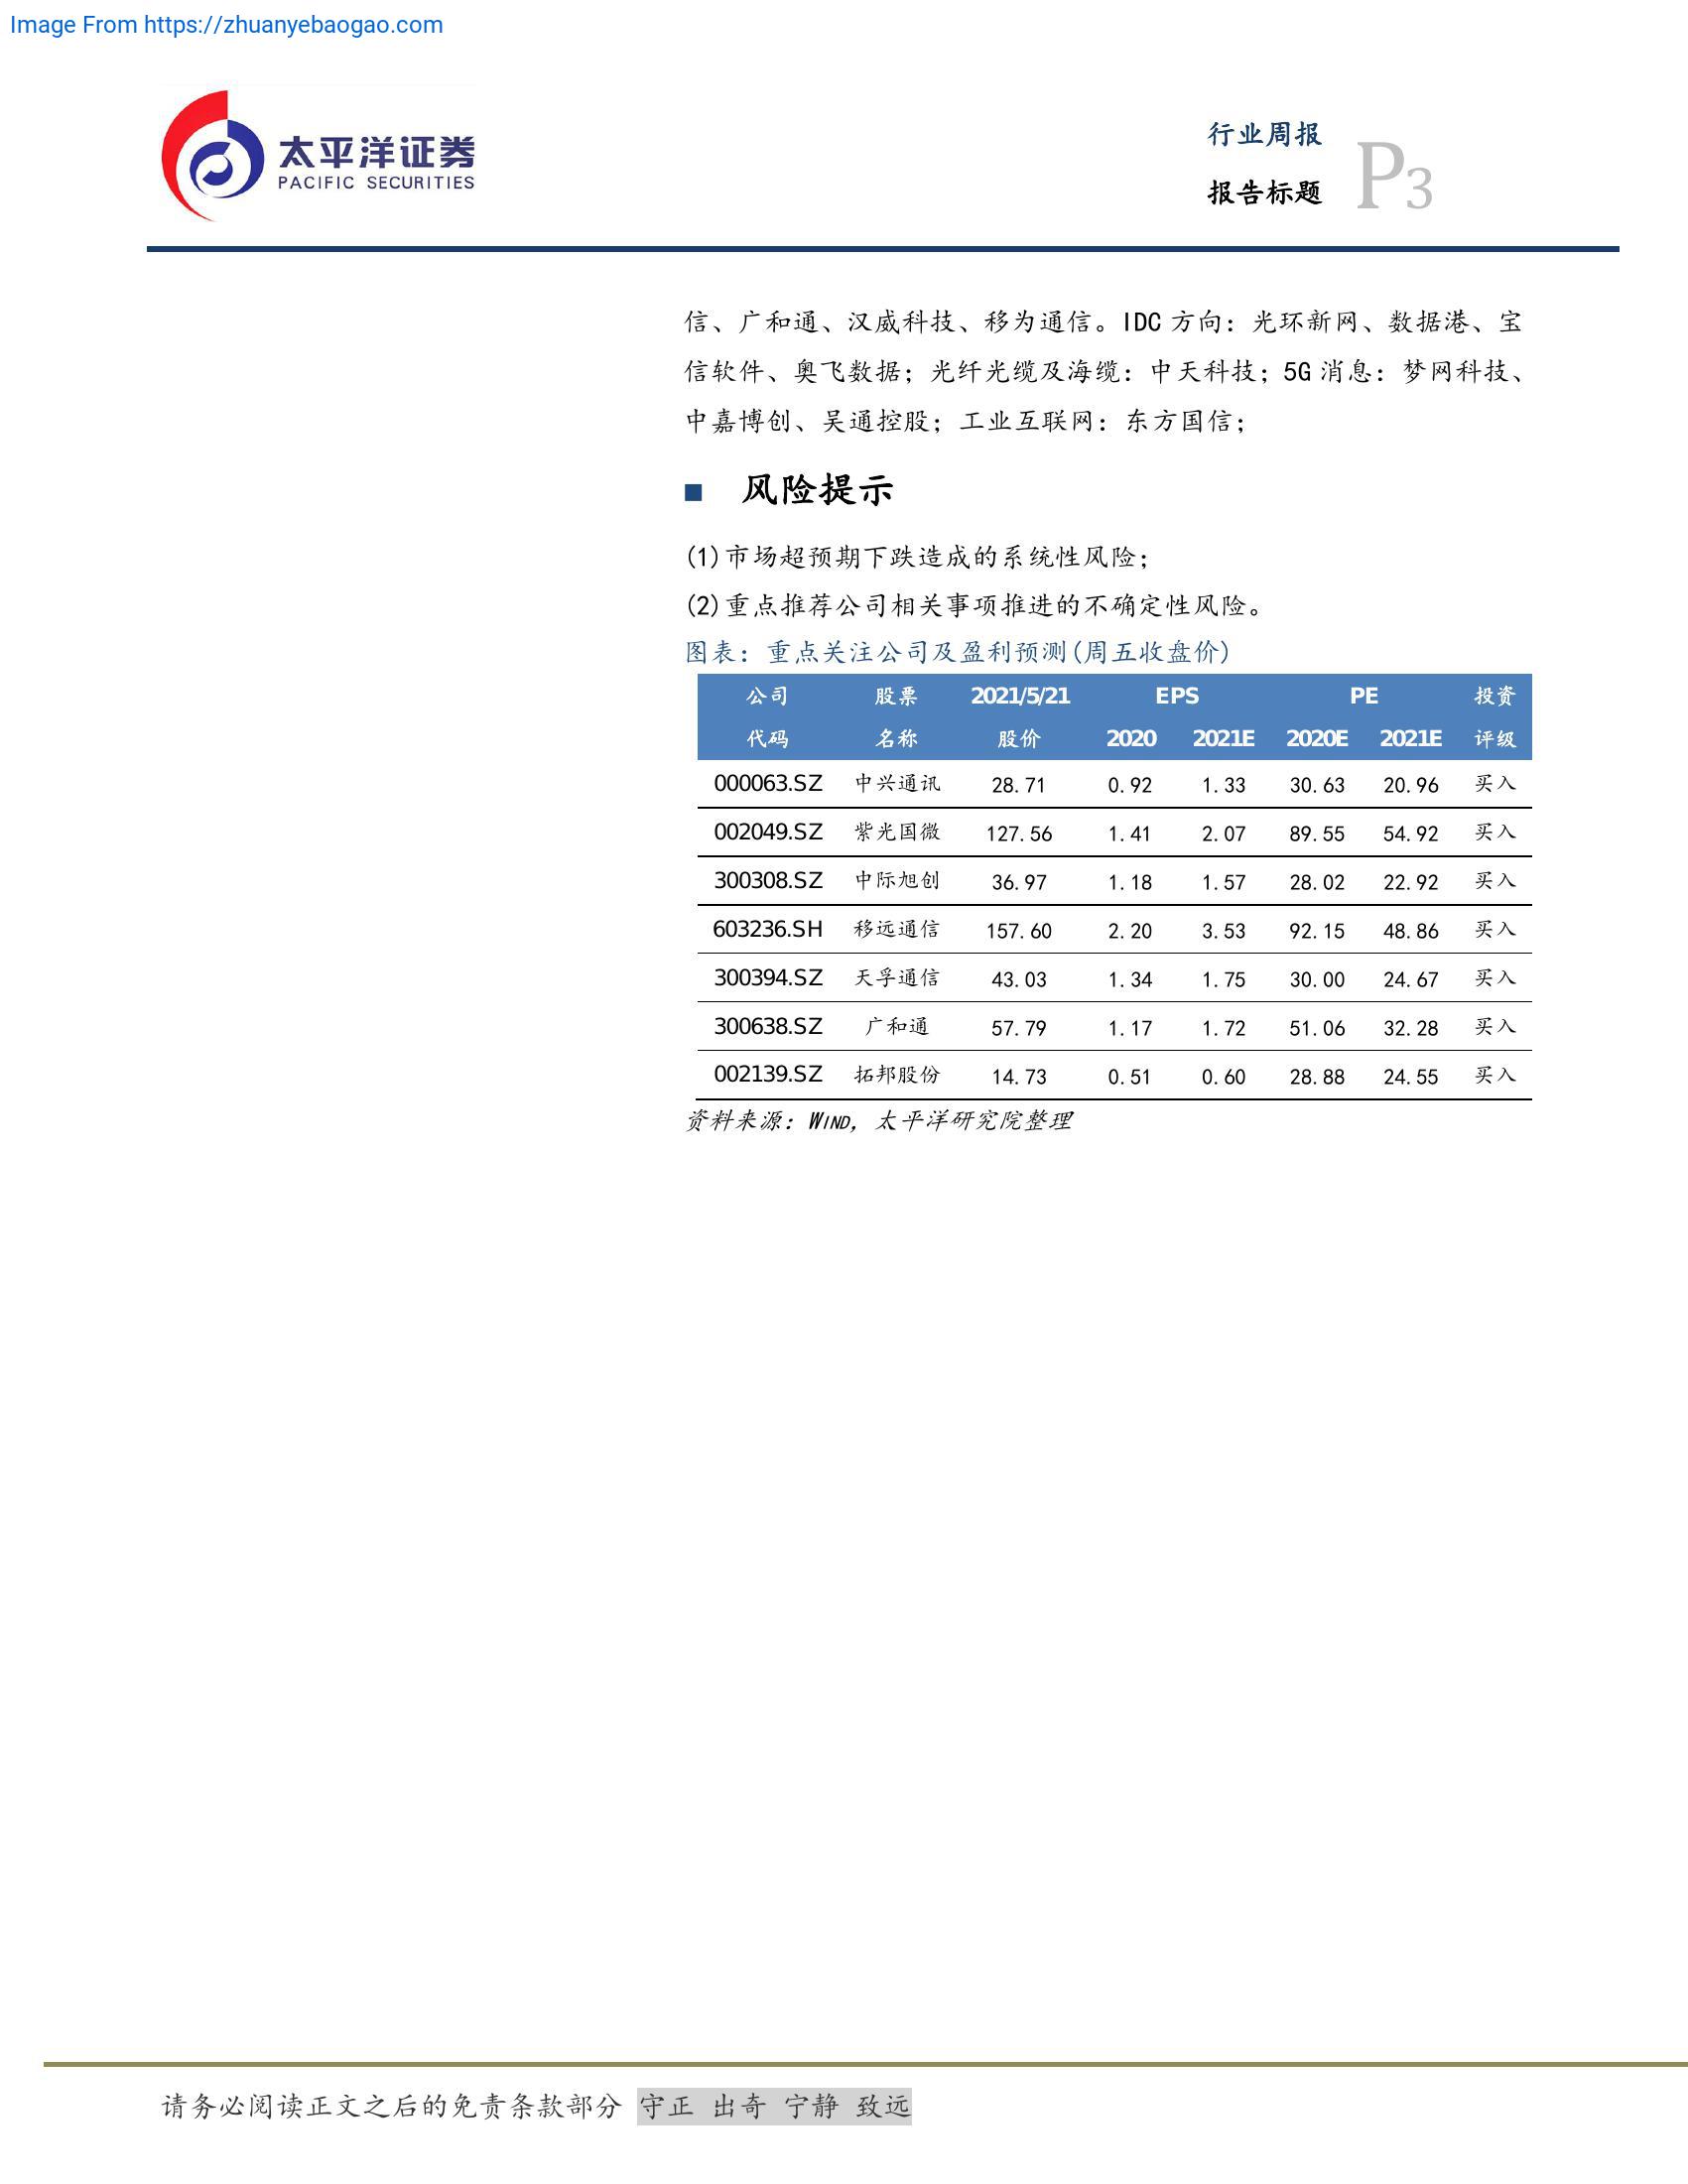 Image From https://zhuanyebaogao.com
太平洋证券
PACIFIC SECURITIES
行业周报
报告标题
P3
信、广和通、汉威科技、移为通信。IDC 方向：光环新网、数据港、宝
信软件、奥飞数据；光纤光缆及海缆：中天科技；5G 消息：梦网科技、
中嘉博创、吴通控股；工业互联网：东方国信；
■ 风险提示
(1)市场超预期下跌造成的系统性风险；
(2)重点推荐公司相关事项推进的不确定性风险。
图表：重点关注公司及盈利预测(周五收盘价)
公司 股票 2021/5/21 EPS PE 投资
代码 名称 股价 2020 2021E 2020E 2021E 评级
000063.SZ 中兴通讯 28.71 0.92 1.33 30.63 20.96 买入
002049.SZ 紫光国微 127.56 1.41 2.07 89.55 54.92 买入
300308.SZ 中际旭创 36.97 1.18 1.57 28.02 22.92 买入
603236.SH 移远通信 157.60 2.20 3.53 92.15 48.86 买入
300394.SZ 天孚通信 43.03 1.34 1.75 30.00 24.67 买入
300638.SZ 广和通 57.79 1.17 1.72 51.06 32.28 买入
002139.SZ 拓邦股份 14.73 0.51 0.60 28.88 24.55 买入
资料来源：WIND，太平洋研究院整理
请务必阅读正文之后的免责条款部分 守正 出奇 宁静 致远